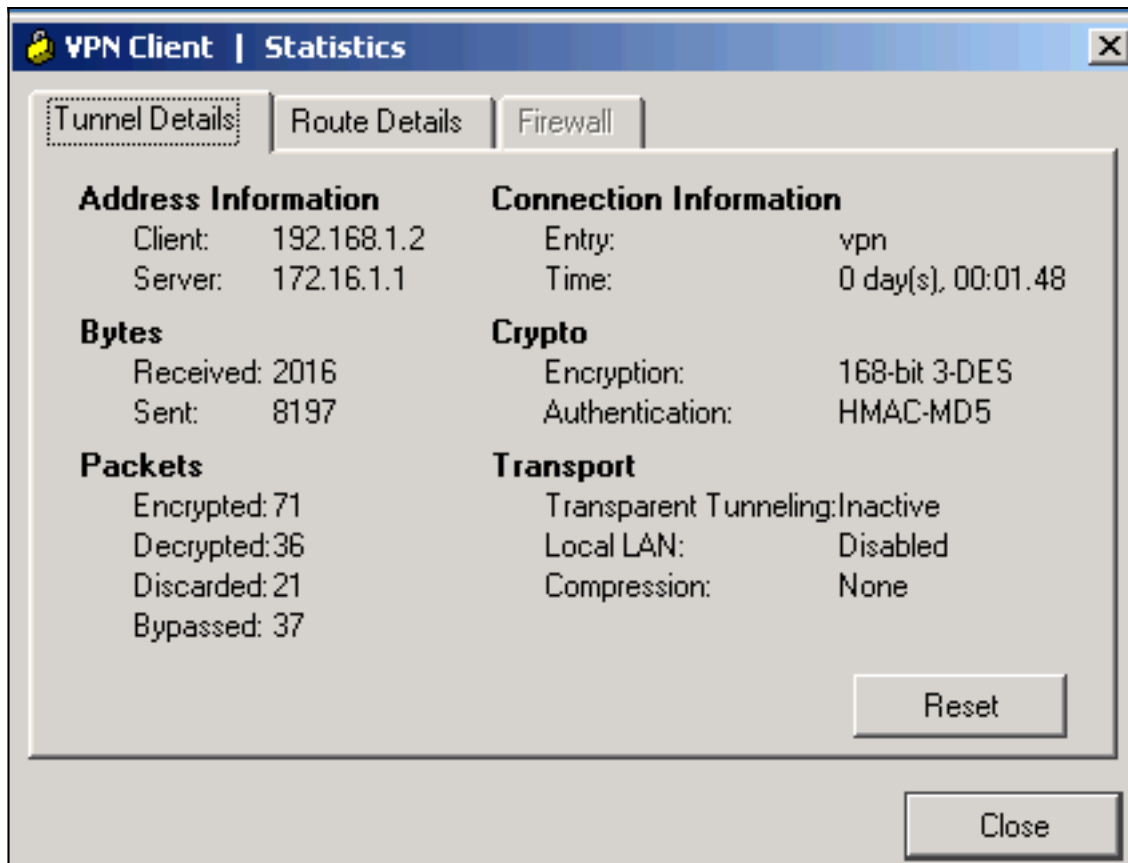 VPN Client | Statistics
Tunnel Details
Route Details
Firewall
Address Information
Client: 192.168.1.2
Server: 172.16.1.1
Connection Information
Entry: vpn
Time: 0 day(s), 00:01.48
Bytes
Received: 2016
Sent: 8197
Crypto
Encryption: 168-bit 3-DES
Authentication: HMAC-MD5
Packets
Encrypted: 71
Decrypted: 36
Discarded: 21
Bypassed: 37
Transport
Transparent Tunneling: Inactive
Local LAN: Disabled
Compression: None
Reset
Close